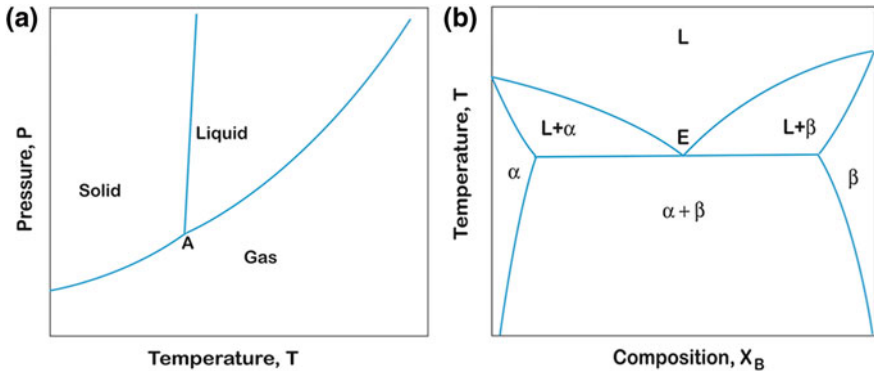 (a)
Pressure, P
Solid
Liquid
A
Gas
Temperature, T
(b)
Temperature, T
L
L+α
E
L+β
α
β
α + β
Composition, X_B